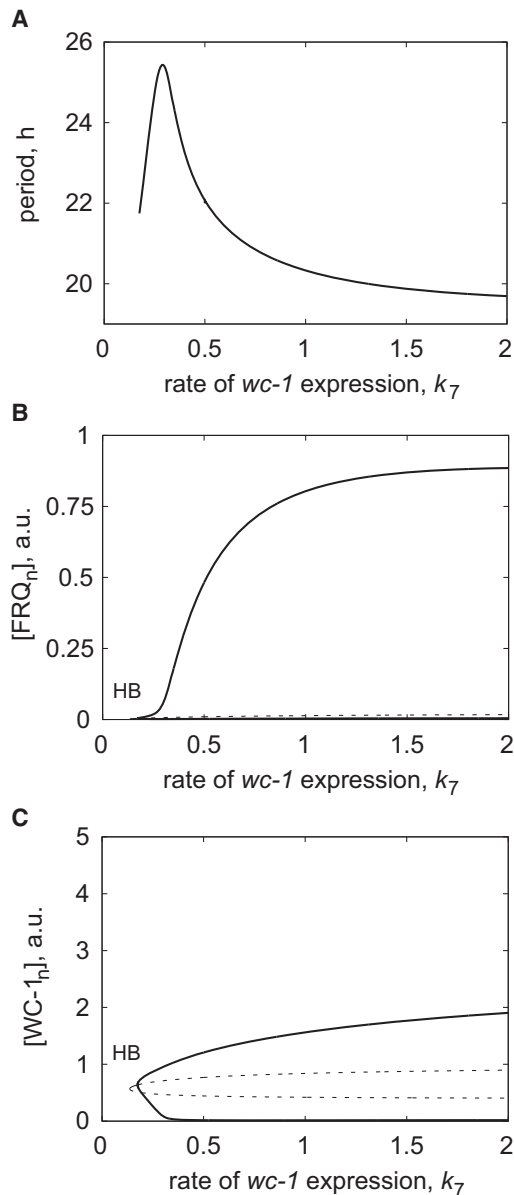 A
26
24
22
20
period, h
0
0.5
1
1.5
2
rate of wc-1 expression, k7
B
1
0.75
0.5
0.25
0
[FRQn], a.u.
HB
0
0.5
1
1.5
2
rate of wc-1 expression, k7
C
5
4
3
2
1
0
[WC-1n], a.u.
HB
0
0.5
1
1.5
2
rate of wc-1 expression, k7